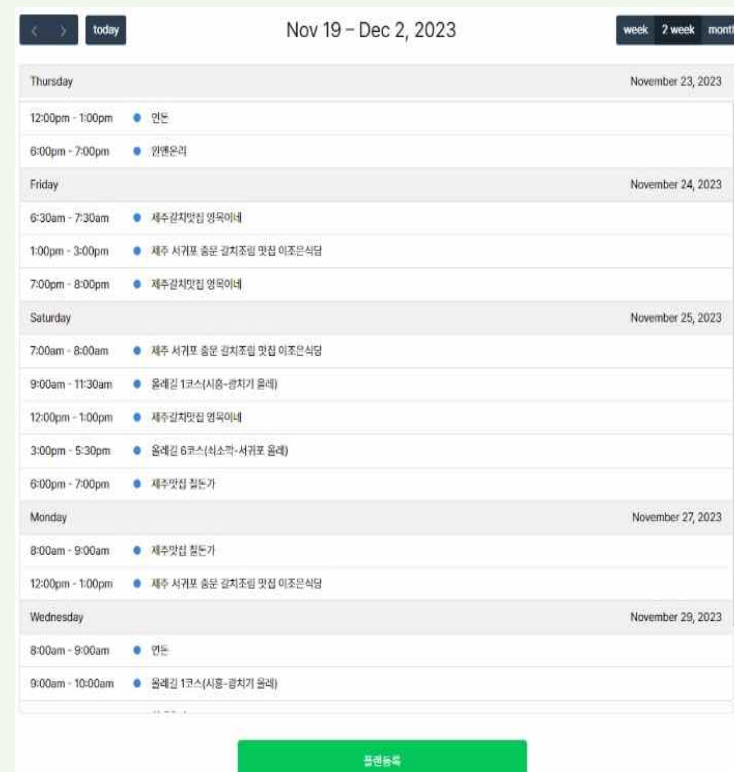 today
Nov 19 – Dec 2, 2023
week 2 week month
Thursday November 23, 2023
12:00pm - 1:00pm 연돈
6:00pm - 7:00pm 원앤온리
Friday November 24, 2023
6:30am - 7:30am 제주갈치맛집 영옥이네
1:00pm - 3:00pm 제주 서귀포 중문 갈치조림 맛집 이조은식당
7:00pm - 8:00pm 제주갈치맛집 영옥이네
Saturday November 25, 2023
7:00am - 8:00am 제주 서귀포 중문 갈치조림 맛집 이조은식당
9:00am - 11:30am 올레길 1코스(시흥-광치기 올레)
12:00pm - 1:00pm 제주갈치맛집 영옥이네
3:00pm - 5:30pm 올레길 6코스(쇠소깍-서귀포 올레)
6:00pm - 7:00pm 제주맛집 칠돈가
Monday November 27, 2023
8:00am - 9:00am 제주맛집 칠돈가
12:00pm - 1:00pm 제주 서귀포 중문 갈치조림 맛집 이조은식당
Wednesday November 29, 2023
8:00am - 9:00am 연돈
9:00am - 10:00am 올레길 1코스(시흥-광치기 올레)
플랜등록